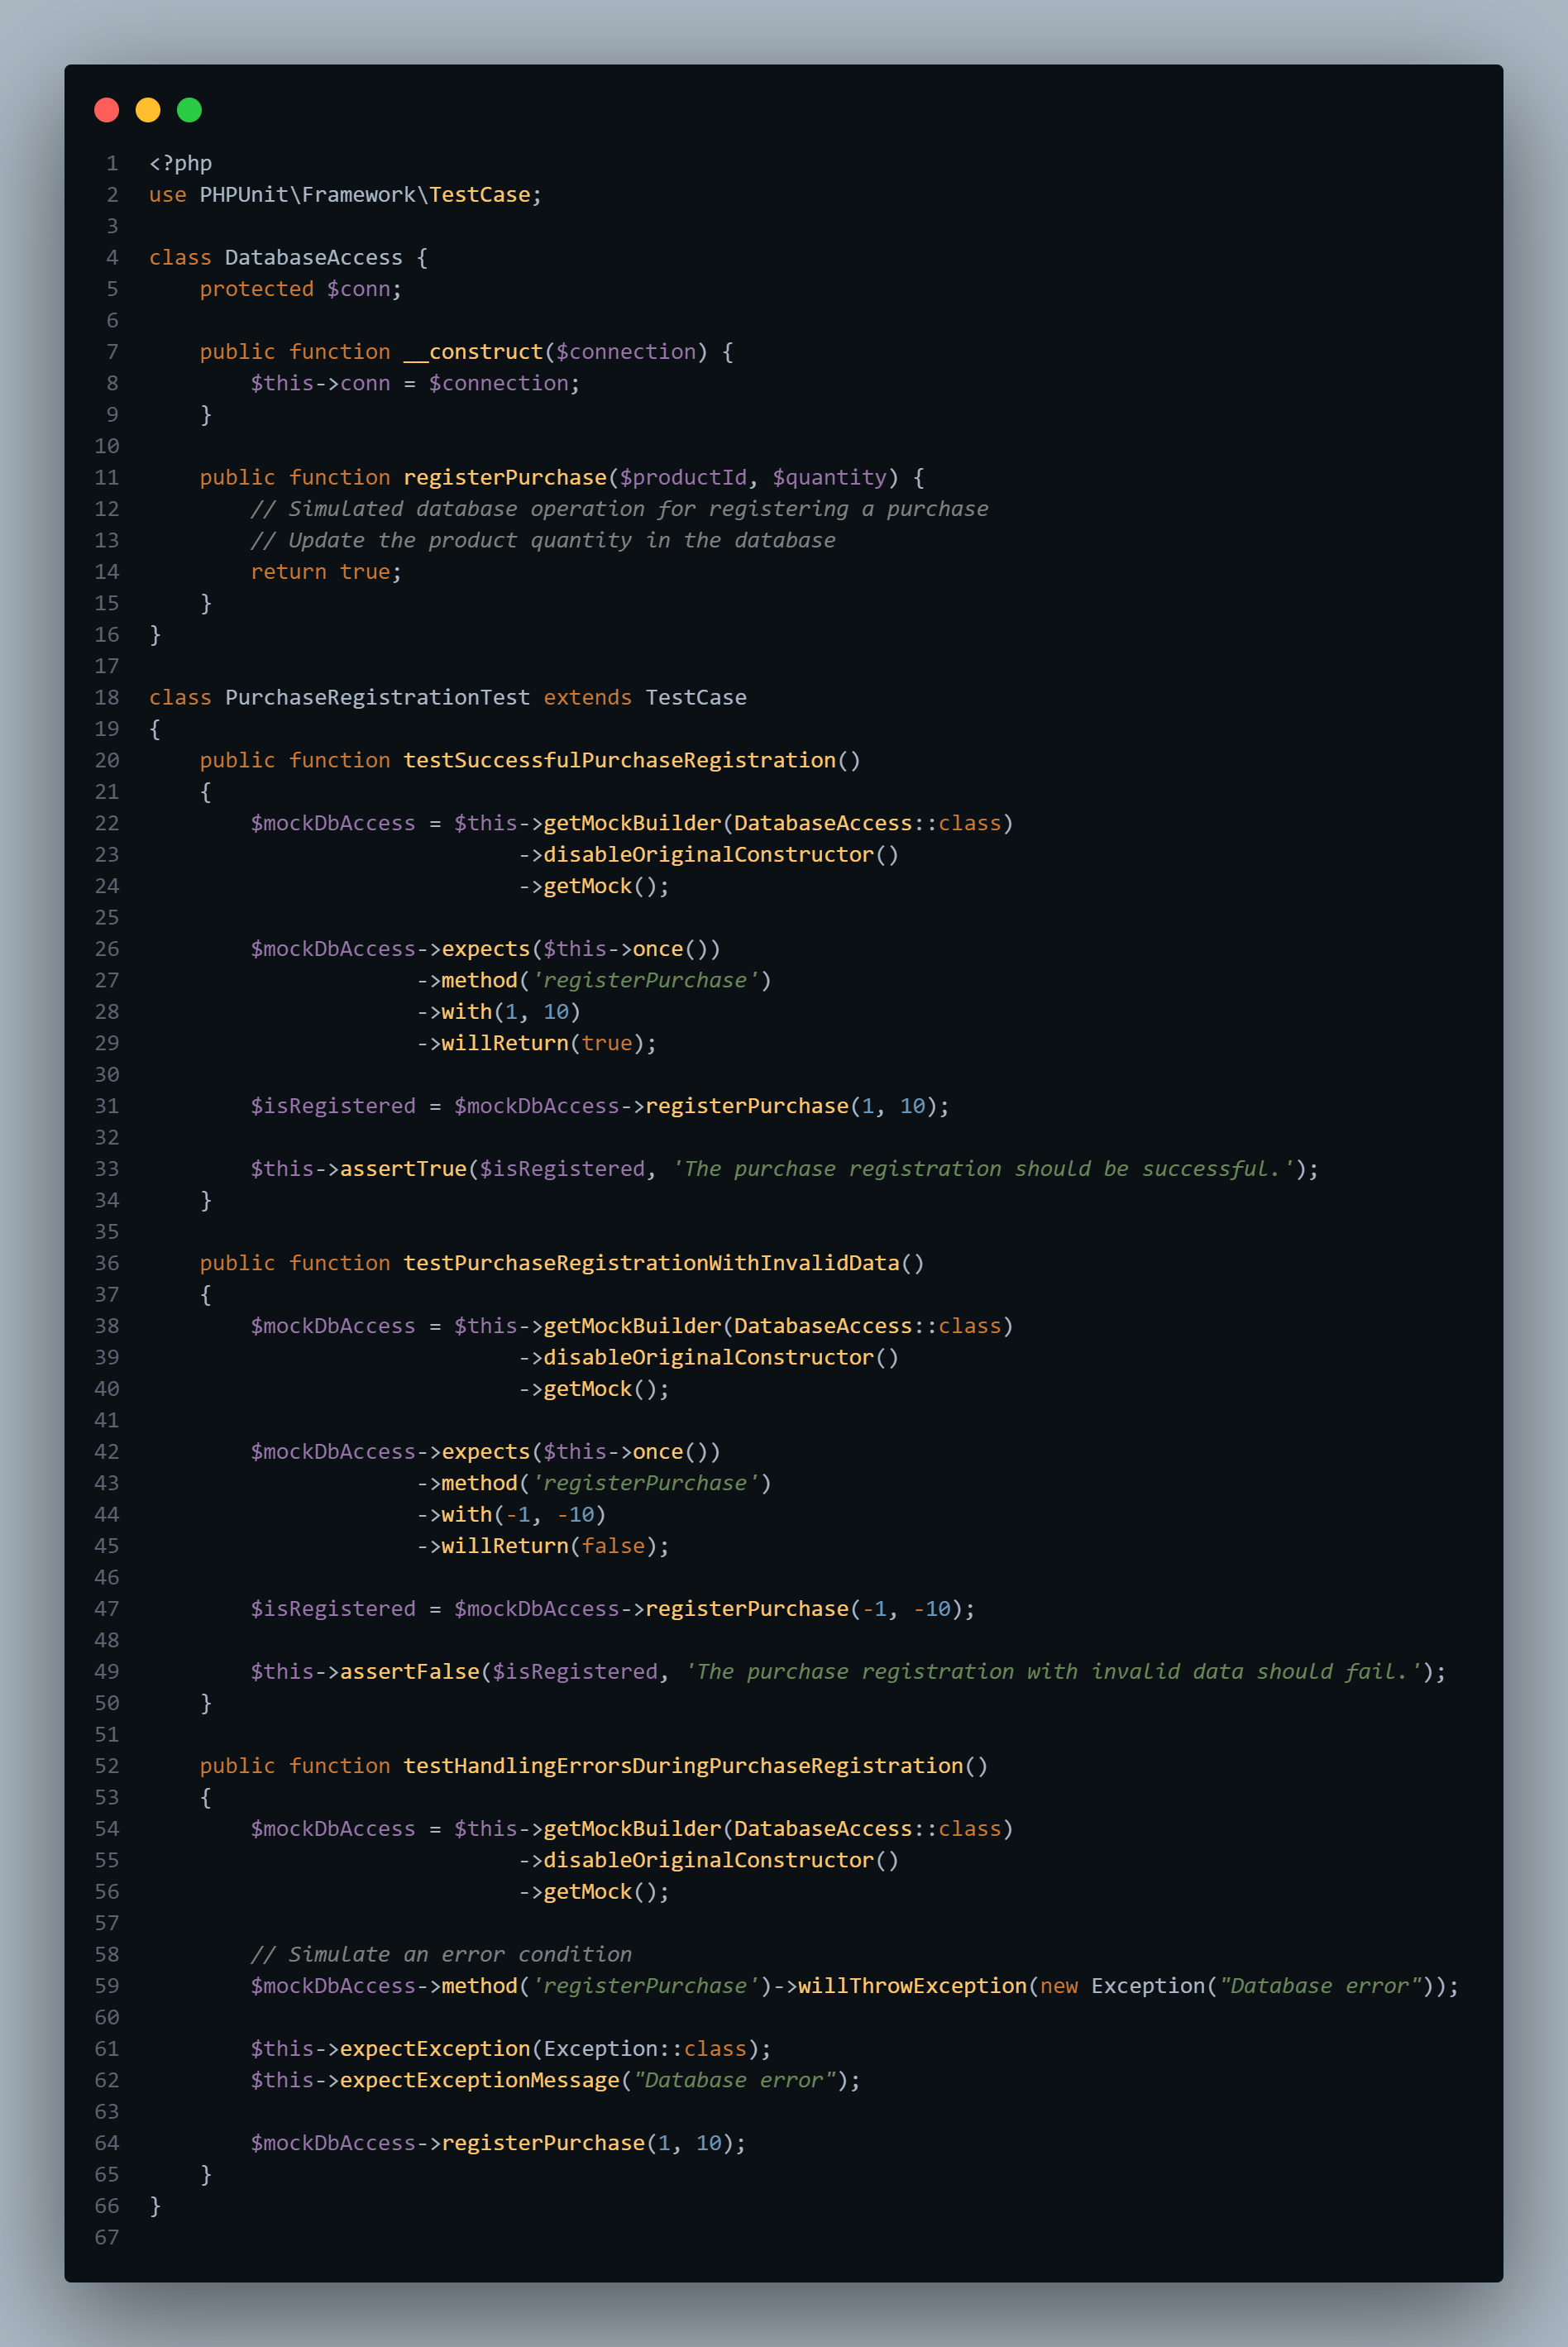 1 <?php
2 use PHPUnit\Framework\TestCase;
3
4 class DatabaseAccess {
5     protected $conn;
6
7     public function __construct($connection) {
8         $this->conn = $connection;
9     }
10
11     public function registerPurchase($productId, $quantity) {
12         // Simulated database operation for registering a purchase
13         // Update the product quantity in the database
14         return true;
15     }
16 }
17
18 class PurchaseRegistrationTest extends TestCase
19 {
20     public function testSuccessfulPurchaseRegistration()
21     {
22         $mockDbAccess = $this->getMockBuilder(DatabaseAccess::class)
23                              ->disableOriginalConstructor()
24                              ->getMock();
25
26         $mockDbAccess->expects($this->once())
27                      ->method('registerPurchase')
28                      ->with(1, 10)
29                      ->willReturn(true);
30
31         $isRegistered = $mockDbAccess->registerPurchase(1, 10);
32
33         $this->assertTrue($isRegistered, 'The purchase registration should be successful.');
34     }
35
36     public function testPurchaseRegistrationWithInvalidData()
37     {
38         $mockDbAccess = $this->getMockBuilder(DatabaseAccess::class)
39                              ->disableOriginalConstructor()
40                              ->getMock();
41
42         $mockDbAccess->expects($this->once())
43                      ->method('registerPurchase')
44                      ->with(-1, -10)
45                      ->willReturn(false);
46
47         $isRegistered = $mockDbAccess->registerPurchase(-1, -10);
48
49         $this->assertFalse($isRegistered, 'The purchase registration with invalid data should fail.');
50     }
51
52     public function testHandlingErrorsDuringPurchaseRegistration()
53     {
54         $mockDbAccess = $this->getMockBuilder(DatabaseAccess::class)
55                              ->disableOriginalConstructor()
56                              ->getMock();
57
58         // Simulate an error condition
59         $mockDbAccess->method('registerPurchase')->willThrowException(new Exception("Database error"));
60
61         $this->expectException(Exception::class);
62         $this->expectExceptionMessage("Database error");
63
64         $mockDbAccess->registerPurchase(1, 10);
65     }
66 }
67